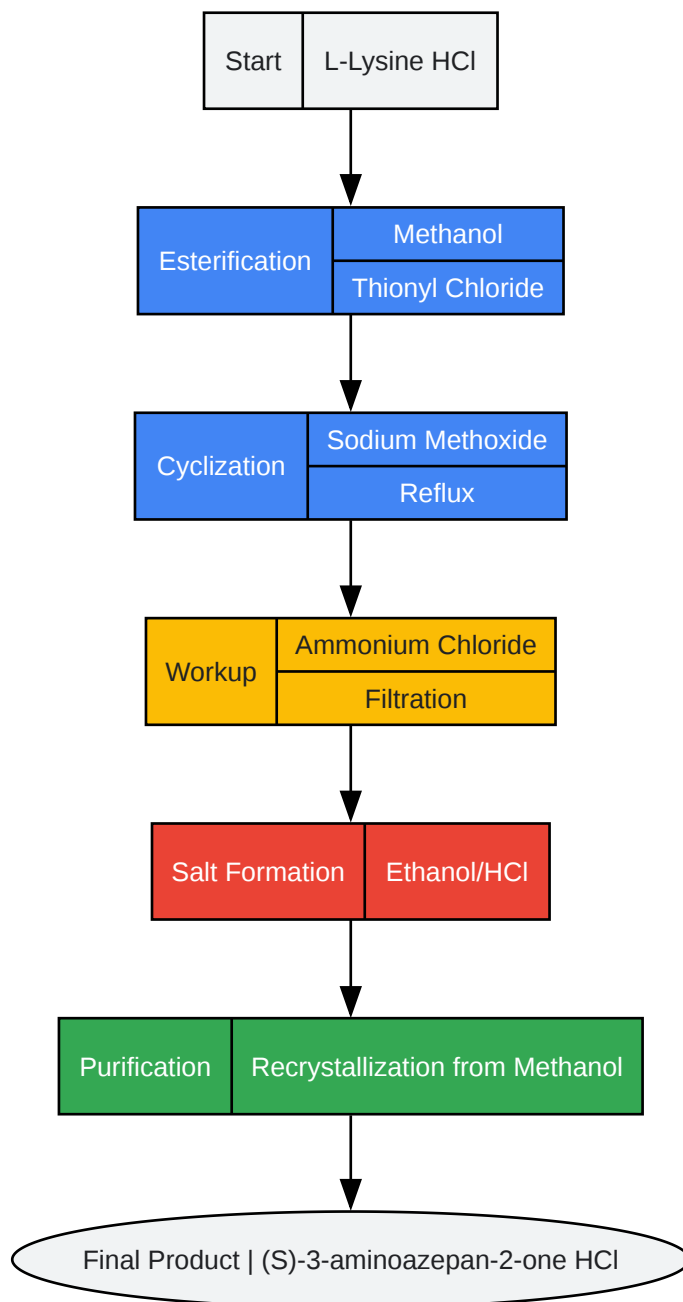 Start
L-Lysine HCl
Esterification
Methanol
Thionyl Chloride
Cyclization
Sodium Methoxide
Reflux
Workup
Ammonium Chloride
Filtration
Salt Formation
Ethanol/HCl
Purification
Recrystallization from Methanol
Final Product | (S)-3-aminoazepan-2-one HCl